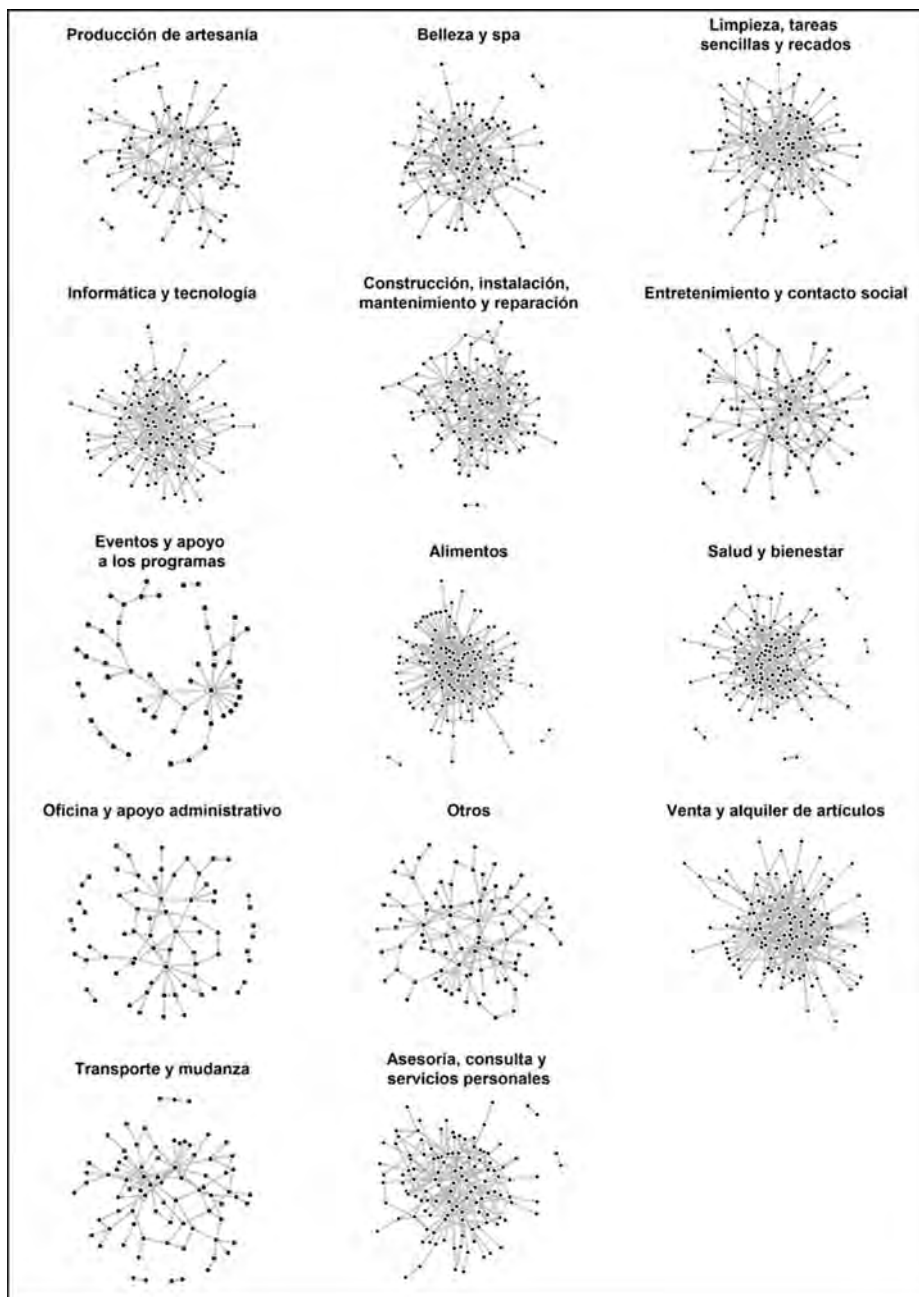 Producción de artesanía
Belleza y spa
Limpieza, tareas
sencillas y recados
Informática y tecnología
Construcción, instalación,
mantenimiento y reparación
Entretenimiento y contacto social
Eventos y apoyo
a los programas
Alimentos
Salud y bienestar
Oficina y apoyo administrativo
Otros
Venta y alquiler de artículos
Transporte y mudanza
Asesoría, consulta y
servicios personales